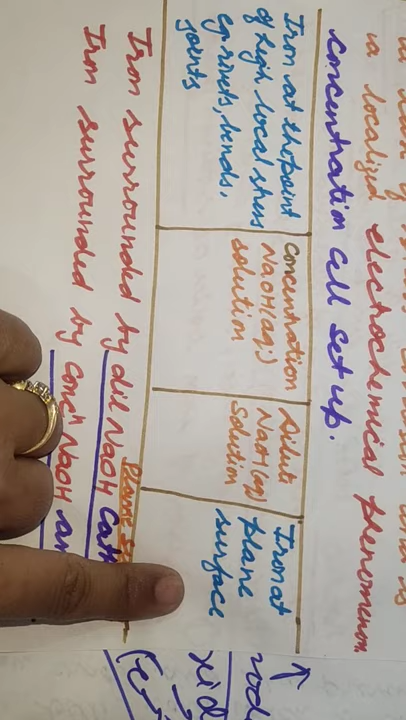 a localized electrochemical phenomenon.
concentration cell set up.
Iron at the point
of high local stress
eg rivets, bends,
joints
concentration
NaOH(aq)
solution
Dilute
NaOH(aq)
Solution
Iron at
plane
surface
Iron surrounded by dil NaOH
Iron surrounded by concⁿ NaOH